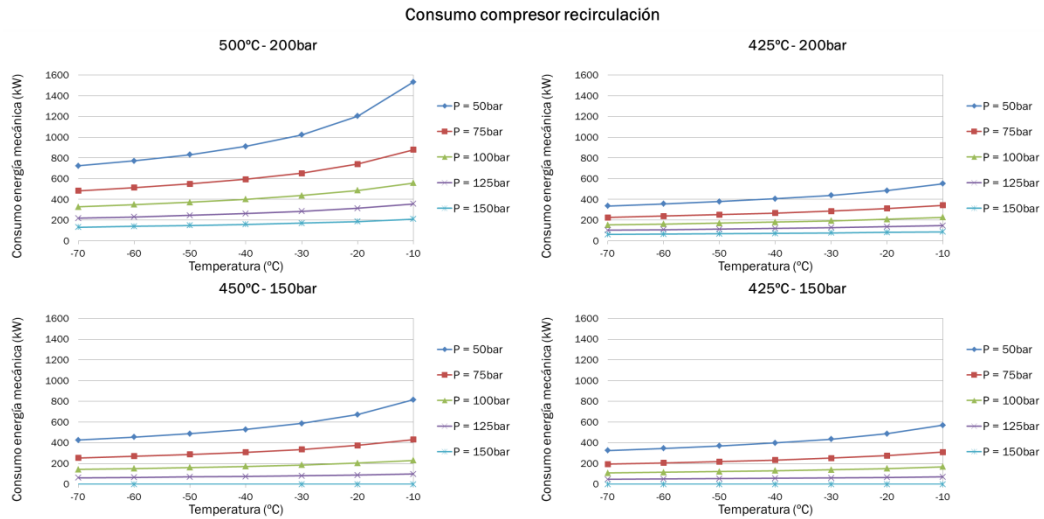 Consumo compresor recirculación
500ºC - 200bar
Consumo energía mecánica (kW)
1600
1400
1200
1000
800
600
400
200
0
-70 -60 -50 -40 -30 -20 -10
Temperatura (ºC)
P = 50bar
P = 75bar
P = 100bar
P = 125bar
P = 150bar
425ºC - 200bar
Consumo energía mecánica (kW)
1600
1400
1200
1000
800
600
400
200
0
-70 -60 -50 -40 -30 -20 -10
Temperatura (ºC)
P = 50bar
P = 75bar
P = 100bar
P = 125bar
P = 150bar
450ºC - 150bar
Consumo energía mecánica (kW)
1600
1400
1200
1000
800
600
400
200
0
-70 -60 -50 -40 -30 -20 -10
Temperatura (ºC)
P = 50bar
P = 75bar
P = 100bar
P = 125bar
P = 150bar
425ºC - 150bar
Consumo energía mecánica (kW)
1600
1400
1200
1000
800
600
400
200
0
-70 -60 -50 -40 -30 -20 -10
Temperatura (ºC)
P = 50bar
P = 75bar
P = 100bar
P = 125bar
P = 150bar